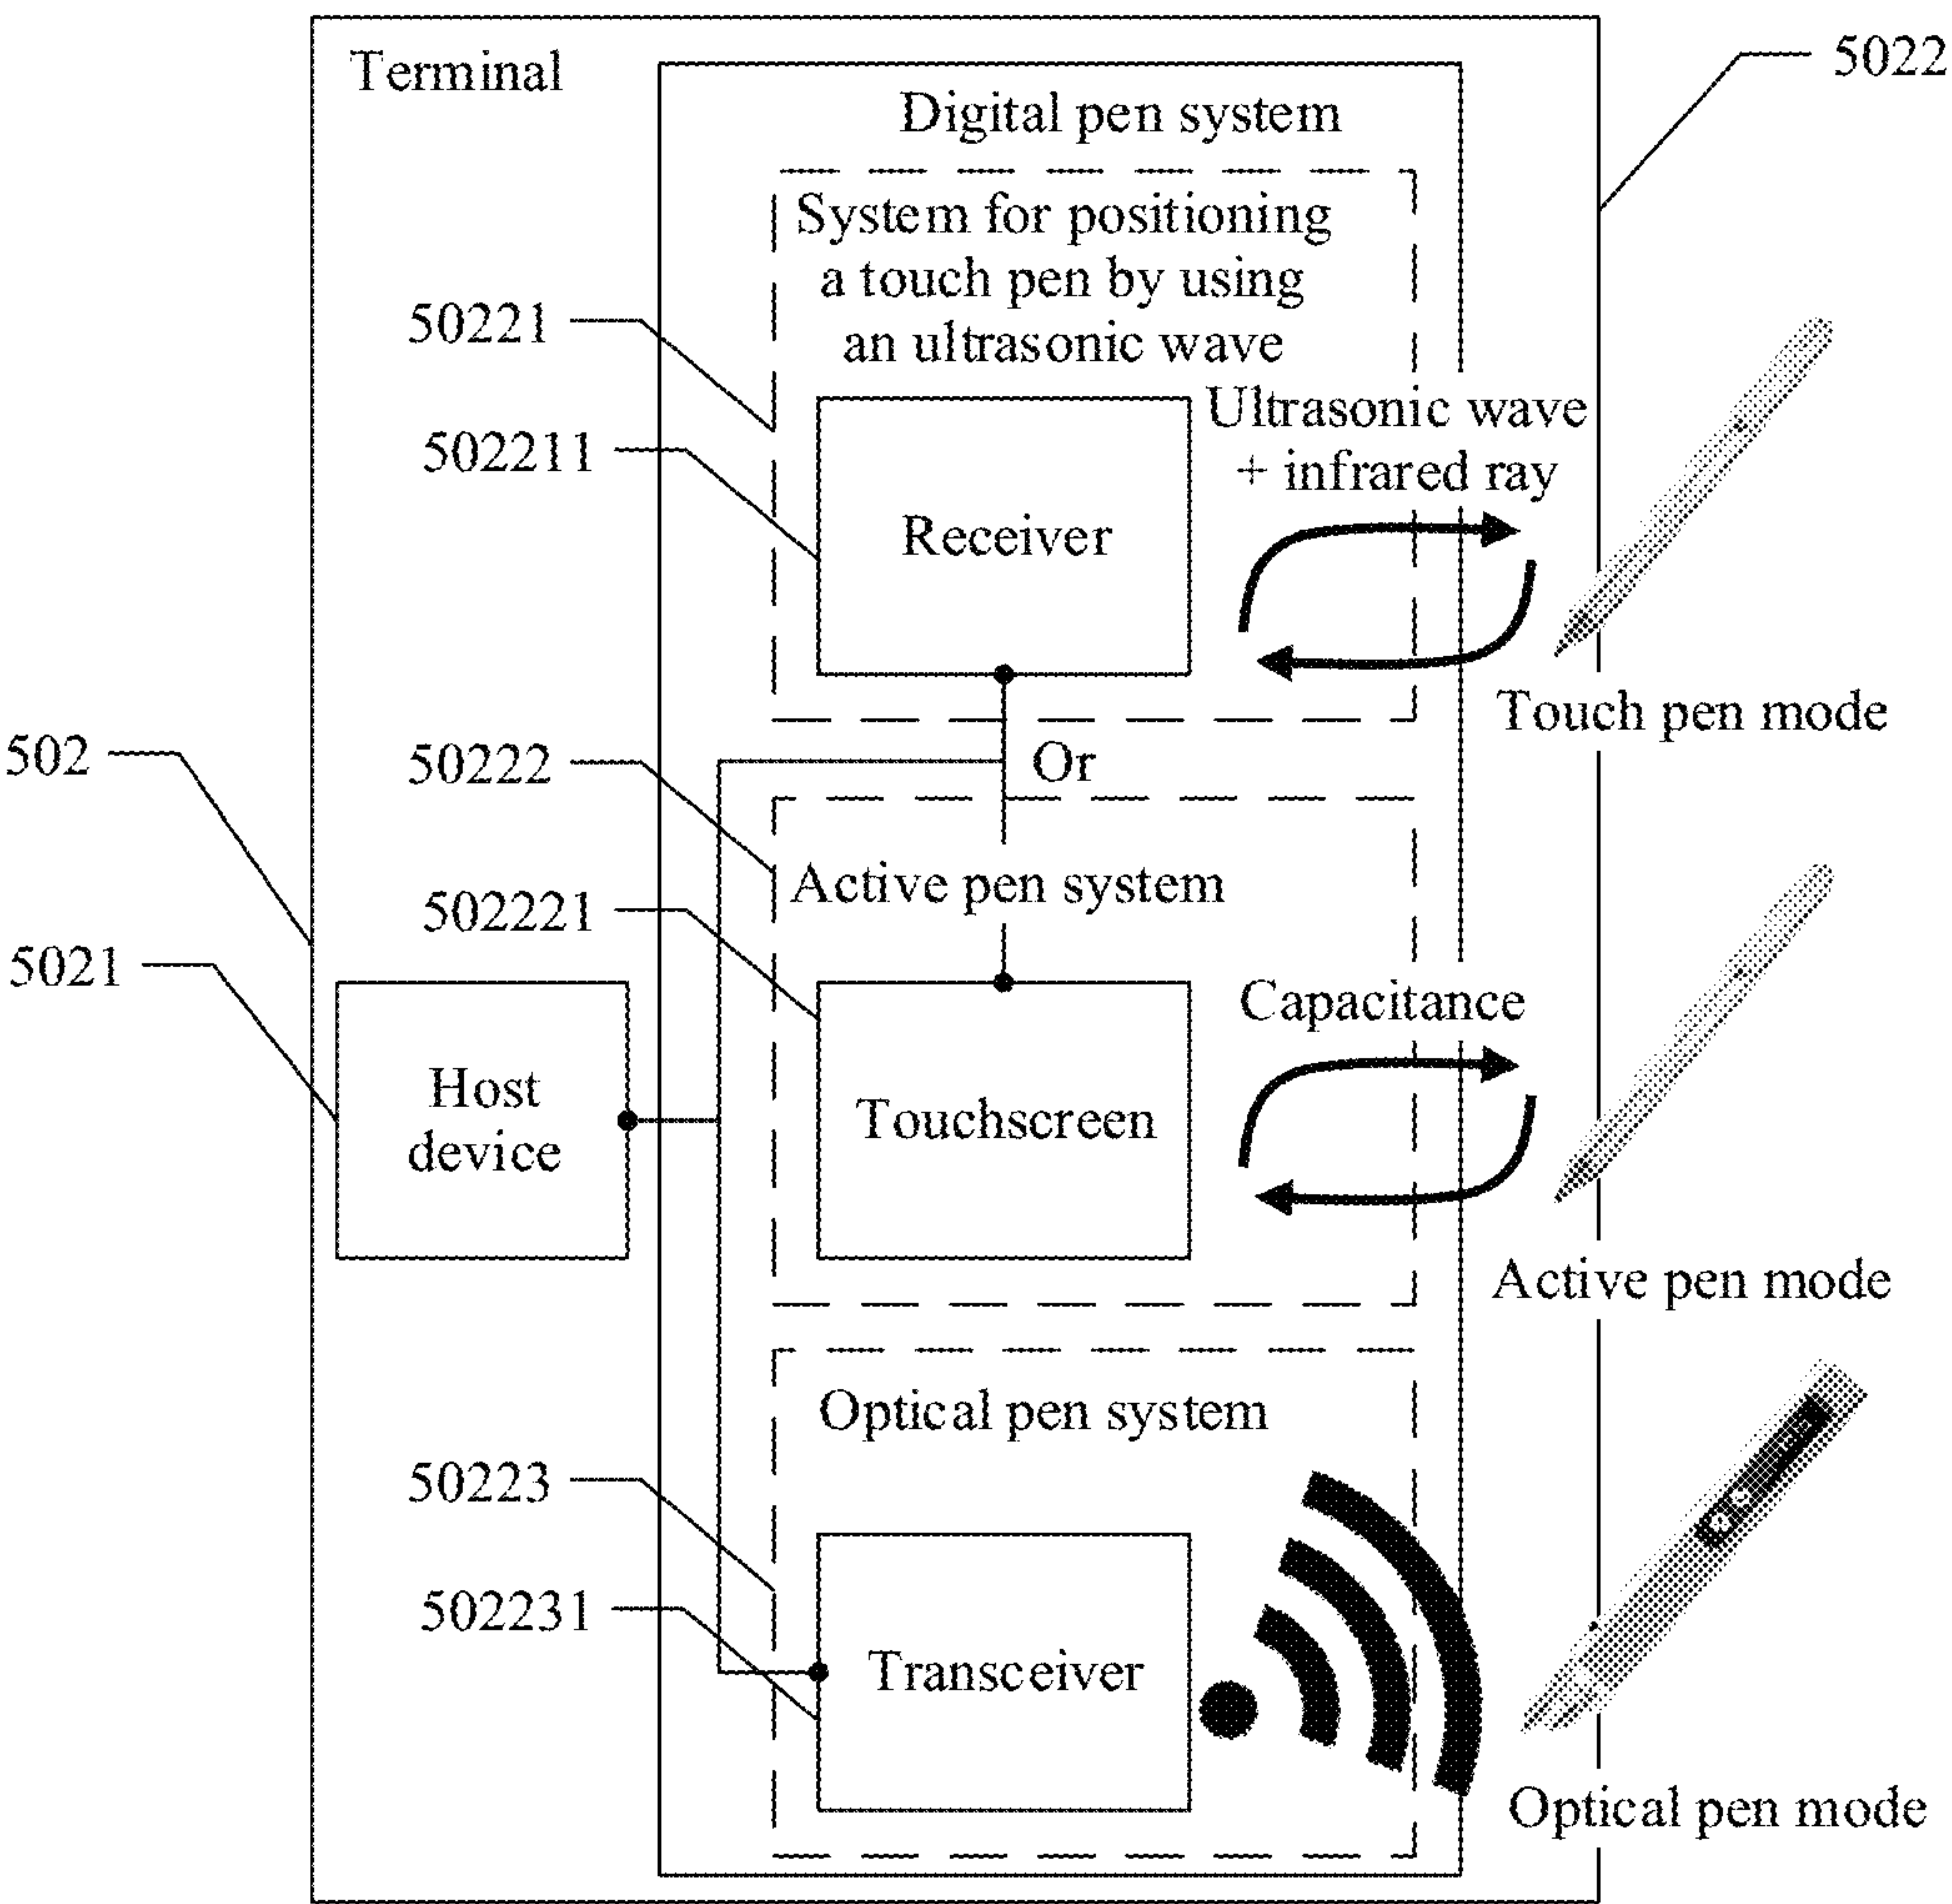 Terminal
5022
Digital pen system
System for positioning
a touch pen by using
an ultrasonic wave
50221
502211
Ultrasonic wave
+ infrared ray
Receiver
Touch pen mode
502
50222
Or
Active pen system
502221
5021
Capacitance
Host
device
Touchscreen
Active pen mode
Optical pen system
50223
502231
Transceiver
Optical pen mode